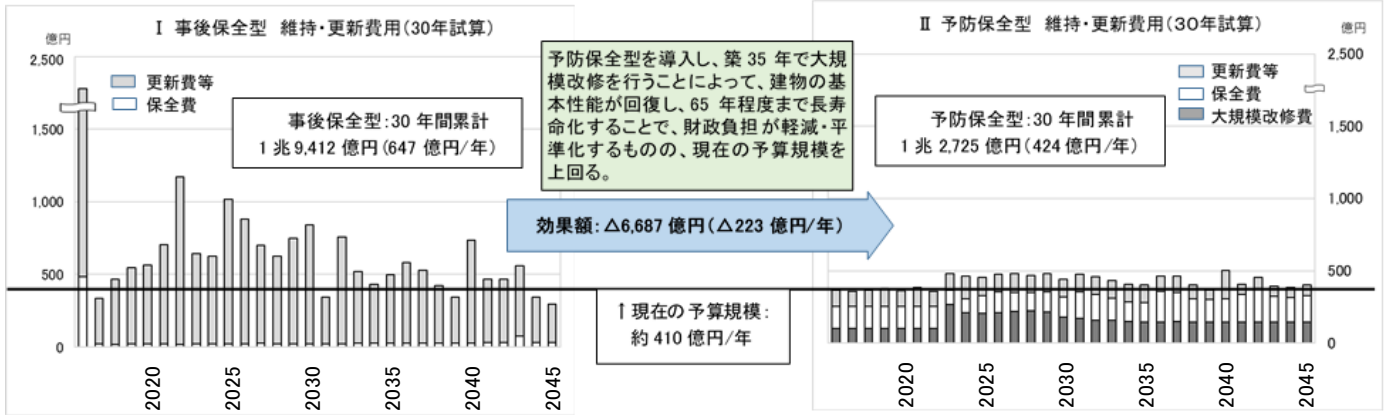 Ⅰ 事後保全型 維持・更新費用(30年試算)
億円
2,500
1,500
1,000
500
0
更新費等
保全費
事後保全型:30 年間累計
1 兆 9,412 億円(647 億円/年)
2020
2025
2030
2035
2040
2045
予防保全型を導入し、築 35 年で大規
模改修を行うことによって、建物の基
本性能が回復し、65 年程度まで長寿
命化することで、財政負担が軽減・平
準化するものの、現在の予算規模を
上回る。
効果額:△6,687 億円(△223 億円/年)
↑現在の予算規模:
約 410 億円/年
Ⅱ 予防保全型 維持・更新費用(30年試算)
億円
2,500
1,500
1,000
500
0
更新費等
保全費
大規模改修費
予防保全型:30 年間累計
1 兆 2,725 億円(424 億円/年)
2020
2025
2030
2035
2040
2045